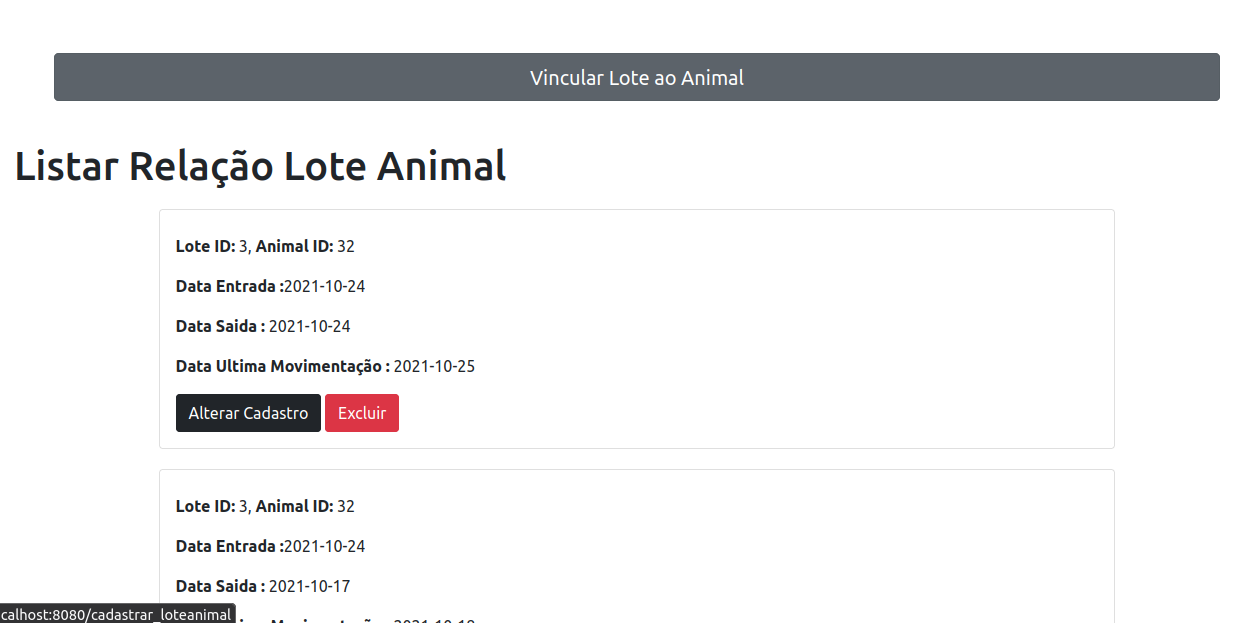 Vincular Lote ao Animal
Listar Relação Lote Animal
Lote ID: 3, Animal ID: 32
Data Entrada :2021-10-24
Data Saida : 2021-10-24
Data Ultima Movimentação : 2021-10-25
Alterar Cadastro Excluir
Lote ID: 3, Animal ID: 32
Data Entrada :2021-10-24
Data Saida : 2021-10-17
calhost:8080/cadastrar_loteanimal